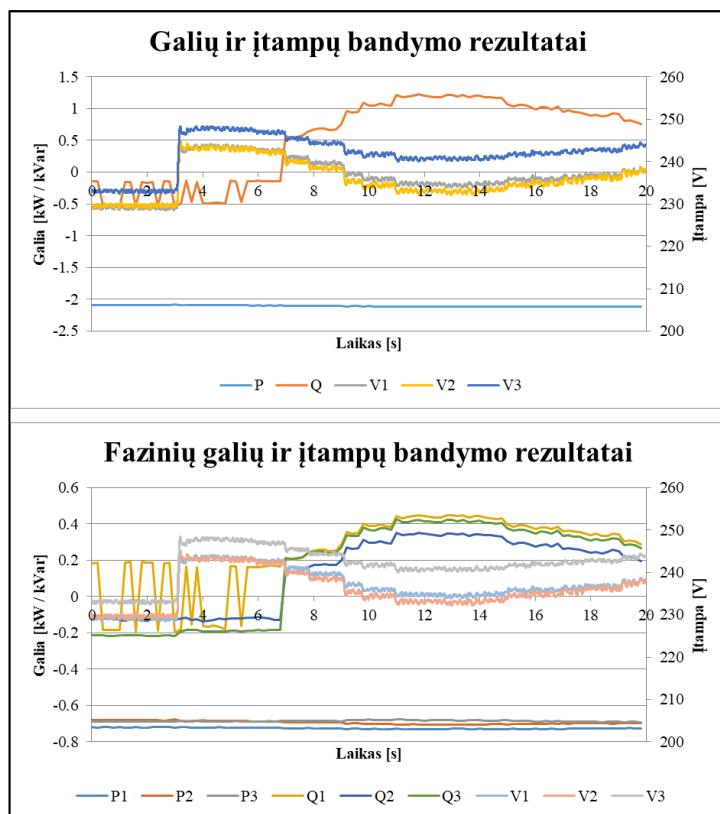 Galių ir įtampų bandymo rezultatai
1.5
1
0.5
0
-0.5
-1
-1.5
-2
-2.5
Galia [kW / kVar]
0 2 4 6 8 10 12 14 16 18 20
260
250
240
230
220
210
200
Įtampa [V]
Laikas [s]
P Q V1 V2 V3
Fazinių galių ir įtampų bandymo rezultatai
0.6
0.4
0.2
0
-0.2
-0.4
-0.6
-0.8
Galia [kW / kVar]
0 2 4 6 8 10 12 14 16 18 20
260
250
240
230
220
210
200
Įtampa [V]
Laikas [s]
P1 P2 P3 Q1 Q2 Q3 V1 V2 V3